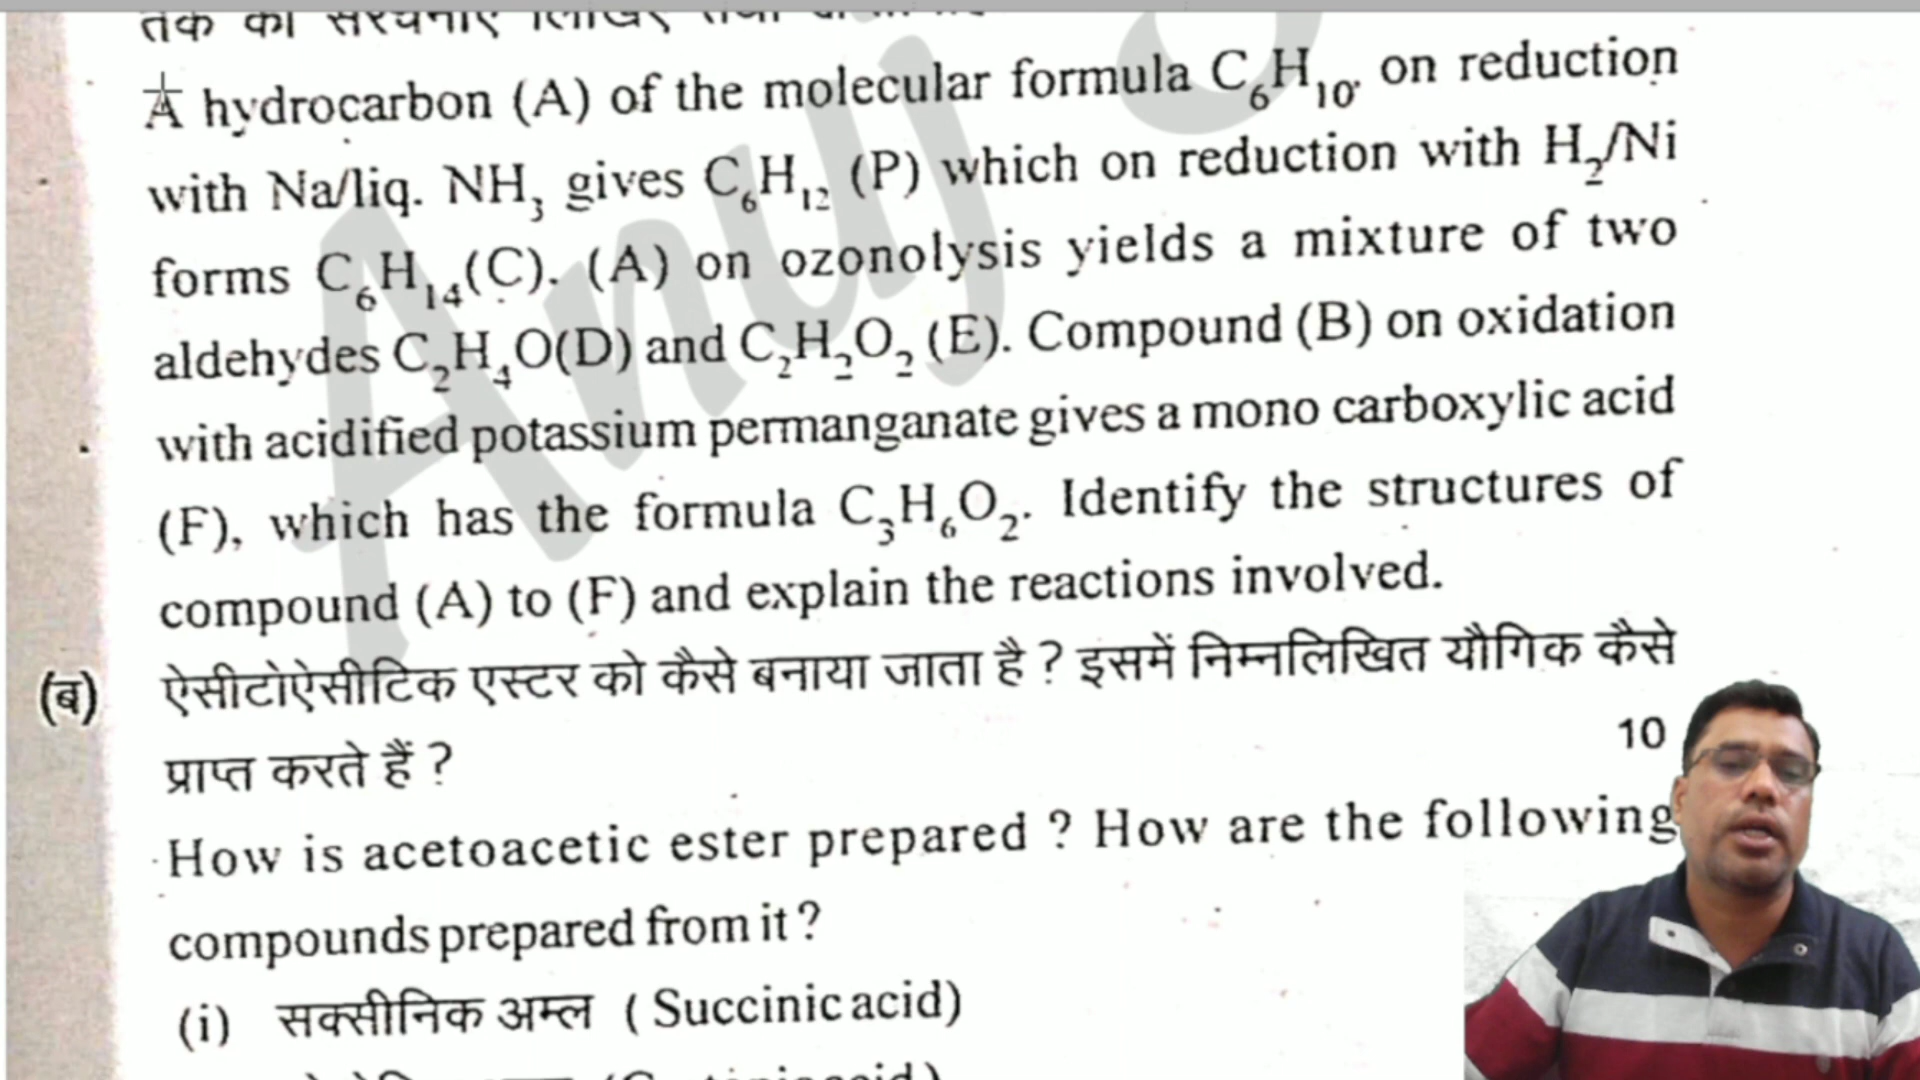 तक की संरचनाएँ लिखिए तथा
A hydrocarbon (A) of the molecular formula C₆H₁₀ on reduction
with Na/liq. NH₃ gives C₆H₁₂ (P) which on reduction with H₂/Ni
forms C₆H₁₄(C). (A) on ozonolysis yields a mixture of two
aldehydes C₂H₄O(D) and C₂H₂O₂ (E). Compound (B) on oxidation
with acidified potassium permanganate gives a mono carboxylic acid
(F), which has the formula C₃H₆O₂. Identify the structures of
compound (A) to (F) and explain the reactions involved.
(ब) ऐसीटोऐसीटिक एस्टर को कैसे बनाया जाता है ? इसमें निम्नलिखित यौगिक कैसे
प्राप्त करते हैं ? 10
How is acetoacetic ester prepared ? How are the following
compounds prepared from it ?
(i) सक्सीनिक अम्ल ( Succinic acid)
Anuj